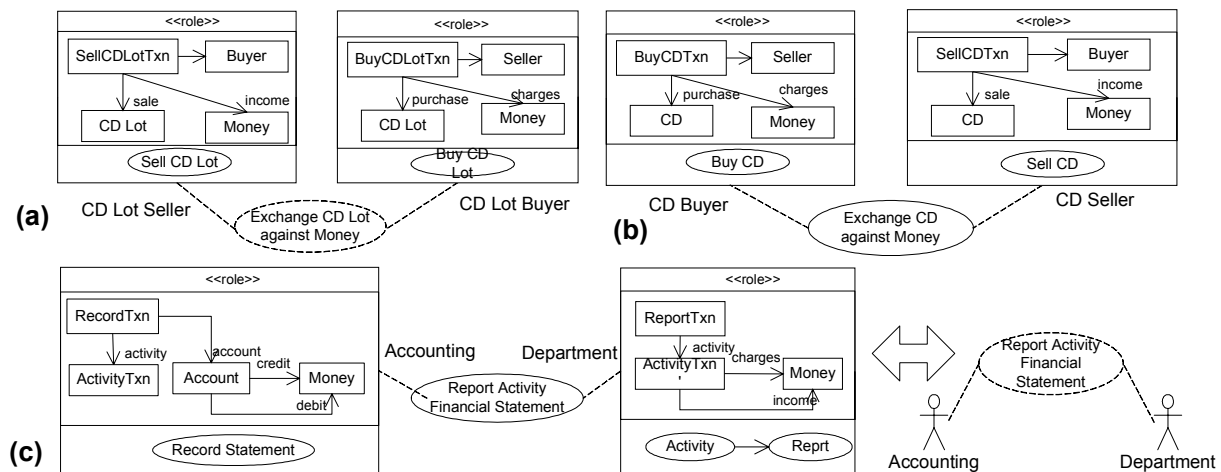 <<role>>
SellCDLotTxn
Buyer
sale
income
CD Lot
Money
Sell CD Lot
<<role>>
BuyCDLotTxn
Seller
purchase
charges
CD Lot
Money
Buy CD
Lot
(a)
CD Lot Seller
CD Lot Buyer
Exchange CD Lot
against Money
<<role>>
BuyCDTxn
Seller
purchase
charges
CD
Money
Buy CD
<<role>>
SellCDTxn
Buyer
sale
income
CD
Money
Sell CD
(b)
CD Buyer
CD Seller
Exchange CD
against Money
<<role>>
RecordTxn
activity
account
ActivityTxn
Account
credit
Money
debit
Record Statement
(c)
Accounting
Department
Report Activity
Financial Statement
<<role>>
ReportTxn
activity
ActivityTxn
charges
Money
income
Activity
Reprt
Report Activity
Financial
Statement
Accounting
Department